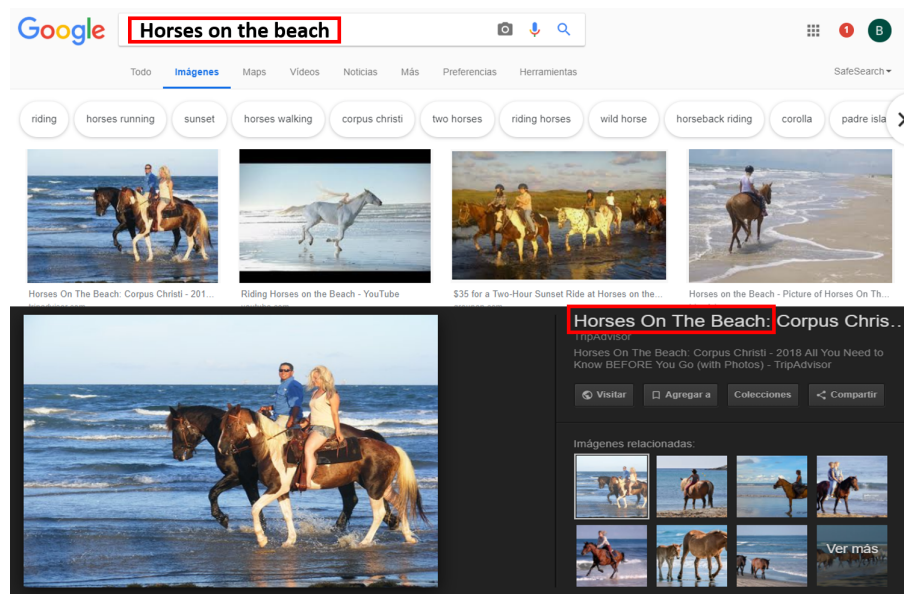 Google
Horses on the beach
1
B
Todo Imágenes Maps Vídeos Noticias Más Preferencias Herramientas SafeSearch
riding horses running sunset horses walking corpus christi two horses riding horses wild horse horseback riding corolla padre isla
Horses On The Beach: Corpus Christi - 201... Riding Horses on the Beach - YouTube $35 for a Two-Hour Sunset Ride at Horses on the... Horses on the Beach - Picture of Horses On Th...
Horses On The Beach: Corpus Chris...
TripAdvisor
Horses On The Beach: Corpus Christi - 2018 All You Need to
Know BEFORE You Go (with Photos) - TripAdvisor
Visitar Agregar a Colecciones Compartir
Imágenes relacionadas:
Ver más